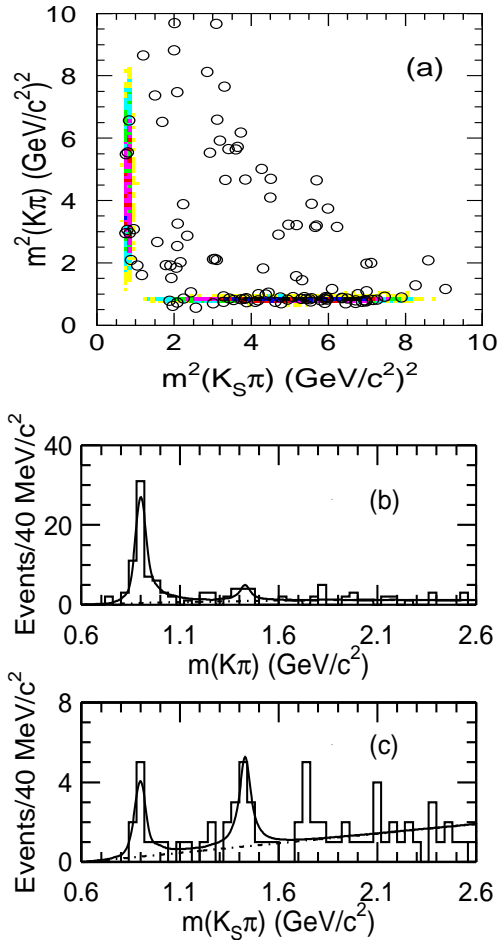 10
8
6
4
2
0
m²(Kπ) (GeV/c²)²
(a)
0 2 4 6 8 10
m²(K_Sπ) (GeV/c²)²
40
20
0
Events/40 MeV/c²
(b)
0.6 1.1 1.6 2.1 2.6
m(Kπ) (GeV/c²)
8
4
0
Events/40 MeV/c²
(c)
0.6 1.1 1.6 2.1 2.6
m(K_Sπ) (GeV/c²)